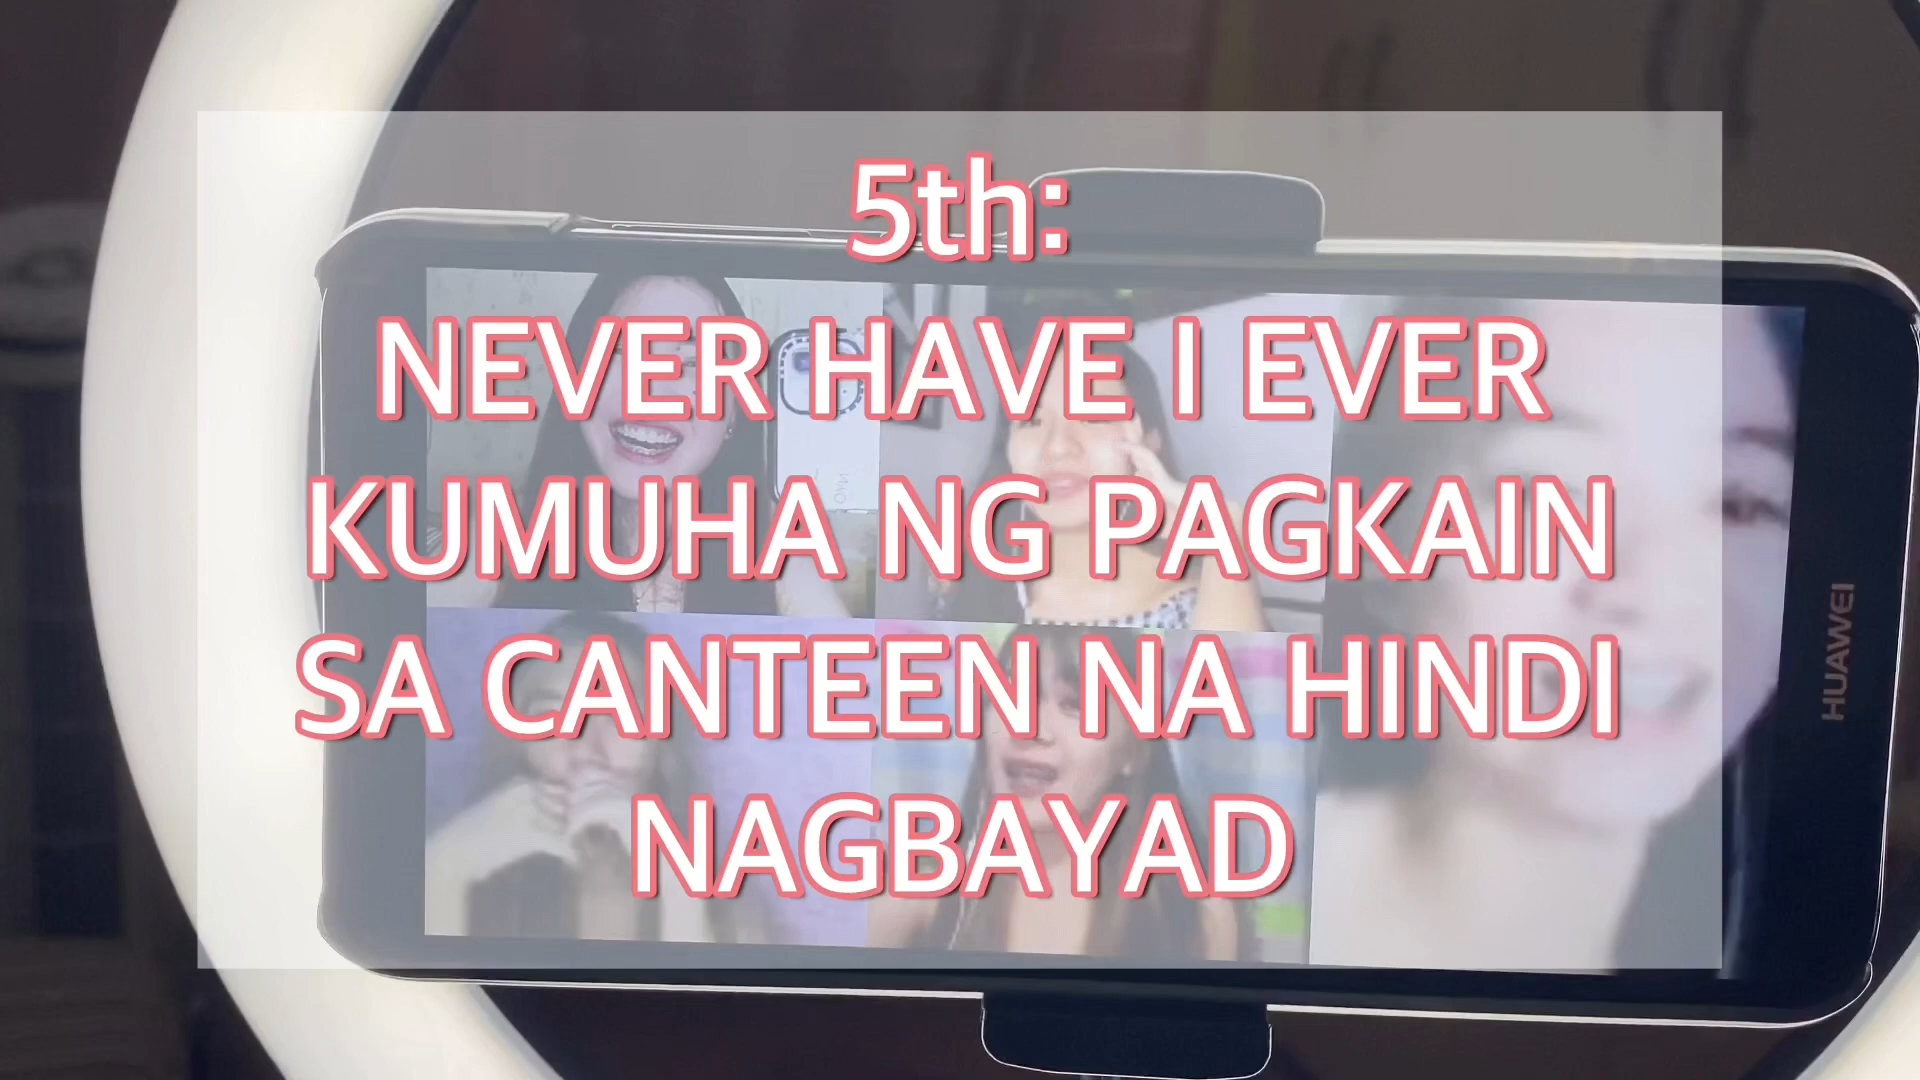 5th:
NEVER HAVE I EVER
KUMUHA NG PAGKAIN
SA CANTEEN NA HINDI
NAGBAYAD
HUAWEI